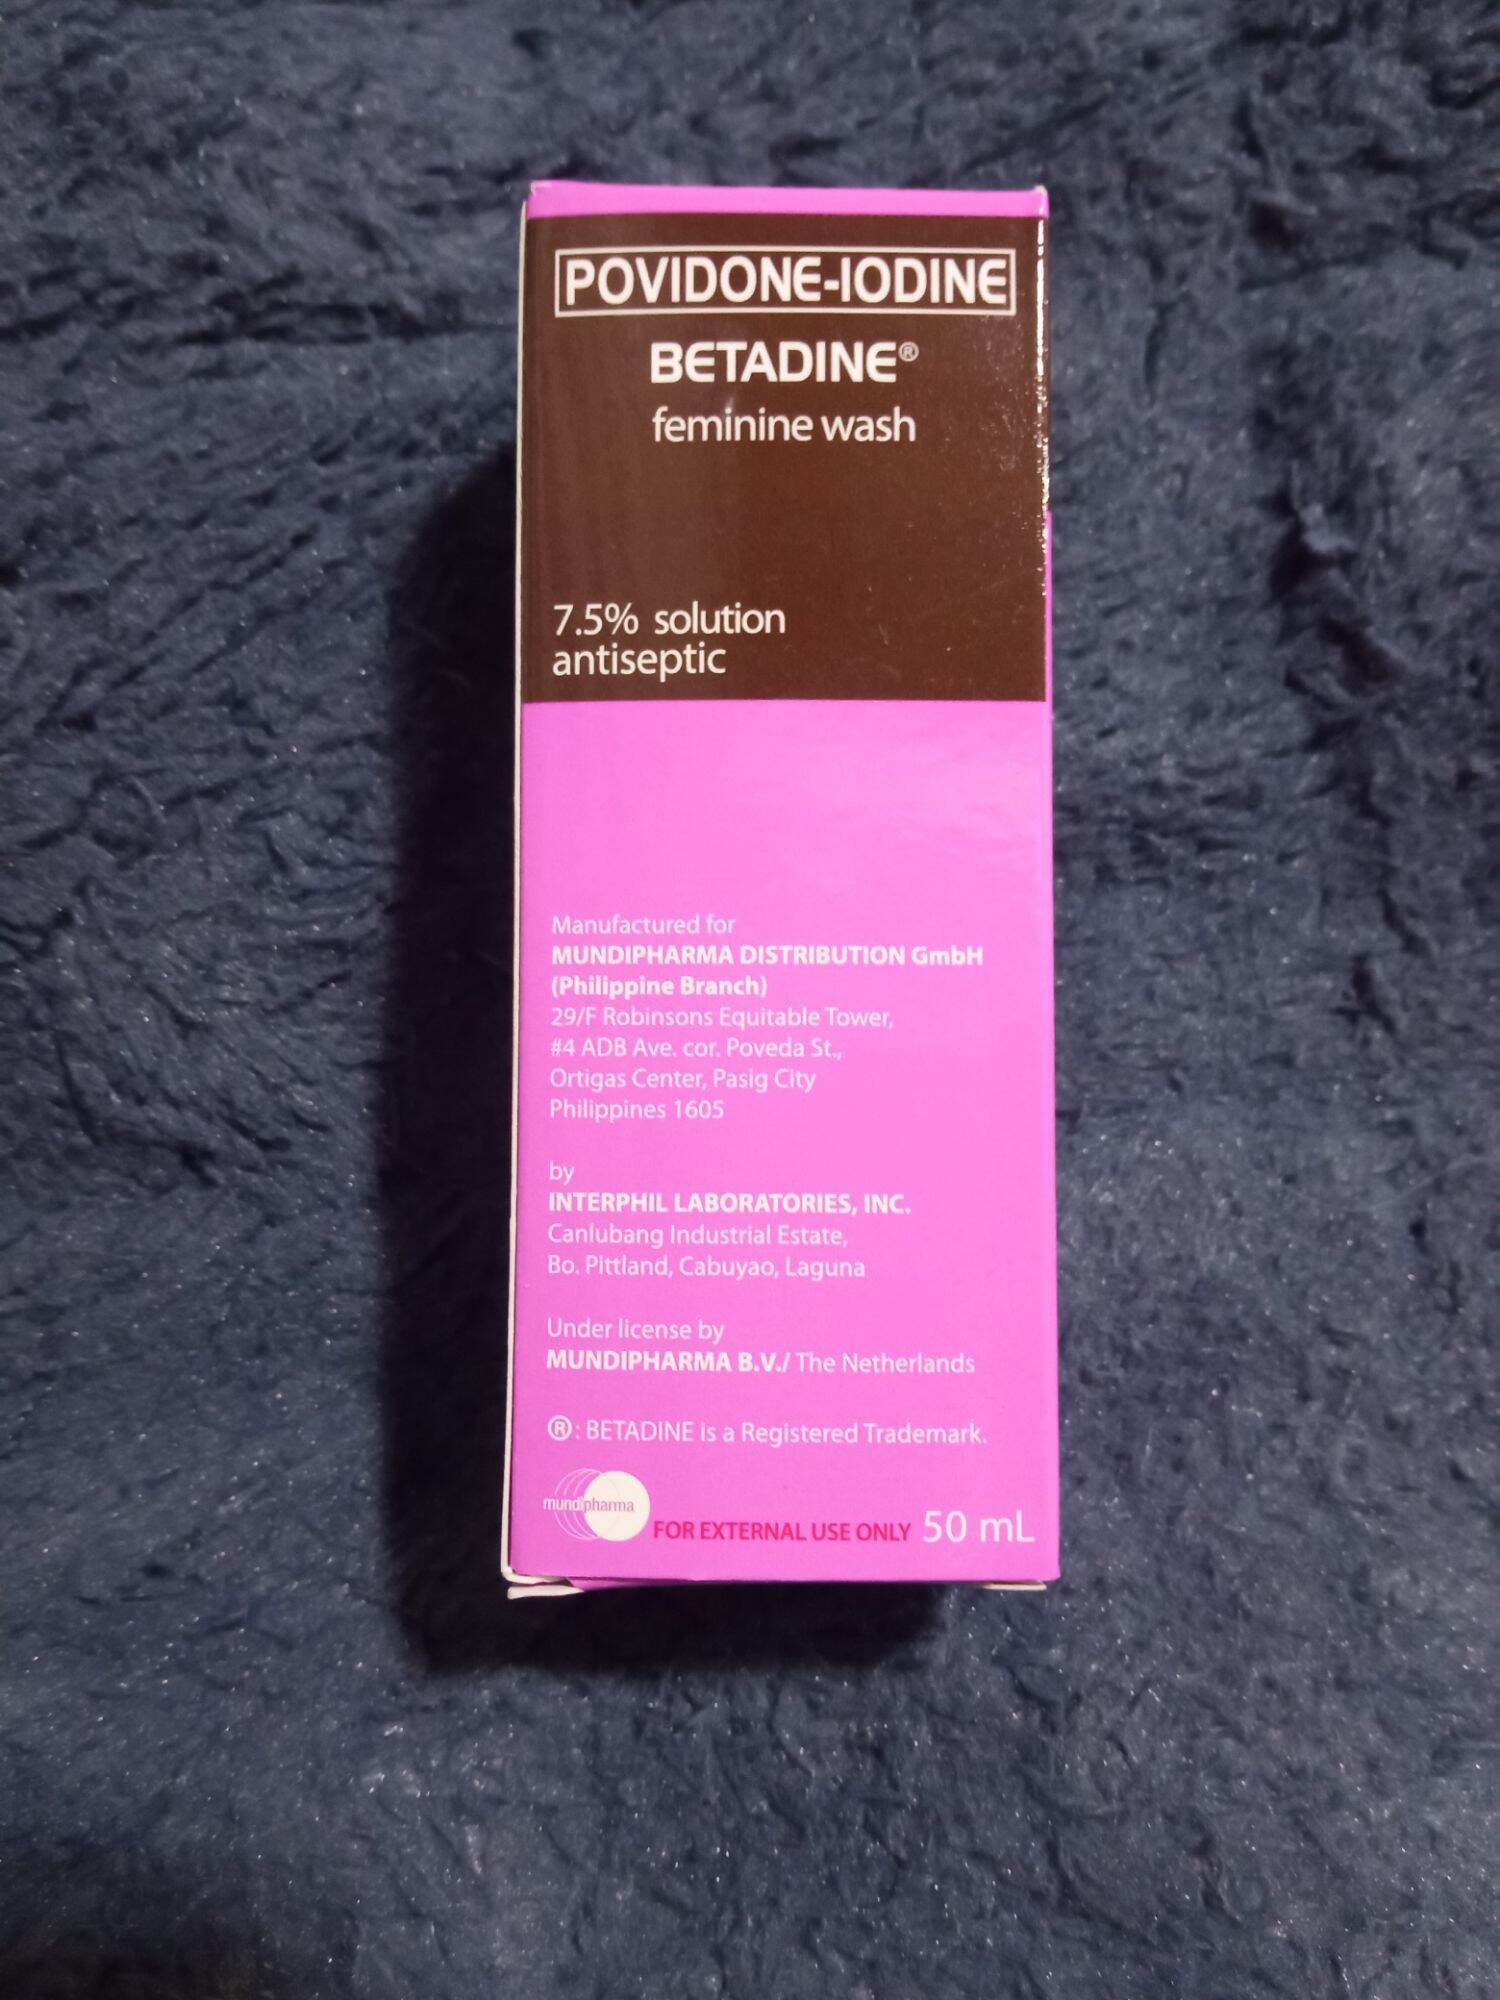 POVIDONE-IODINE
BETADINE®
feminine wash
7.5% solution
antiseptic
Manufactured for
MUNDIPHARMA DISTRIBUTION GmbH
(Philippine Branch)
29/F Robinsons Equitable Tower,
#4 ADB Ave. cor. Poveda St.,
Ortigas Center, Pasig City
Philippines 1605
by
INTERPHIL LABORATORIES, INC.
Canlubang Industrial Estate,
Bo. Pittland, Cabuyao, Laguna
Under license by
MUNDIPHARMA B.V./ The Netherlands
®: BETADINE is a Registered Trademark.
mundipharma
FOR EXTERNAL USE ONLY 50 mL